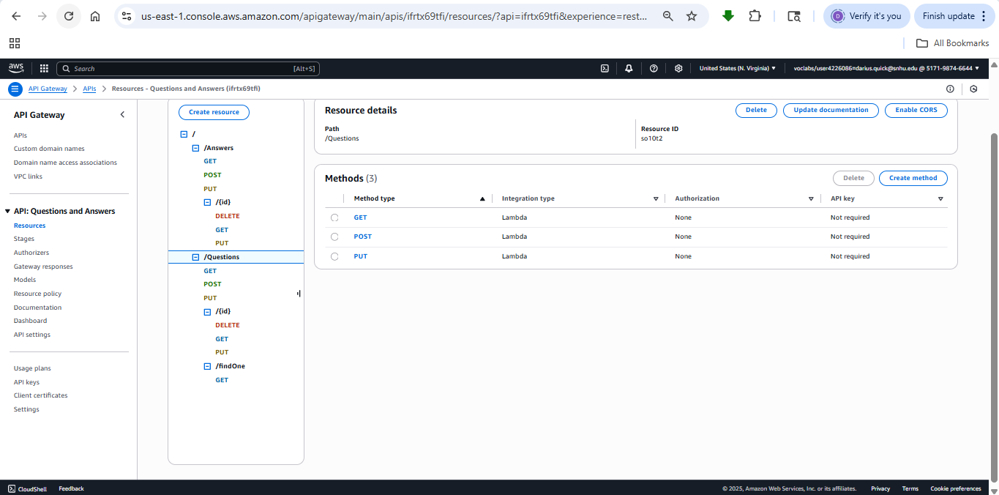 us-east-1.console.aws.amazon.com/apigateway/main/apis/ifrtx69tfi/resources/?api=ifrtx69tfi&experience=rest...
Verify it's you
Finish update
D
All Bookmarks
aws
Search
[Alt+S]
United States (N. Virginia)
voclabs/user4226086=darius.quick@snhu.edu @ 5171-9874-6644
API Gateway > APIs > Resources - Questions and Answers (ifrtx69tfi)
API Gateway
APIs
Custom domain names
Domain name access associations
VPC links
API: Questions and Answers
Resources
Stages
Authorizers
Gateway responses
Models
Resource policy
Documentation
Dashboard
API settings
Usage plans
API keys
Client certificates
Settings
Create resource
/
/Answers
GET
POST
PUT
/{id}
DELETE
GET
PUT
/Questions
GET
POST
PUT
/{id}
DELETE
GET
PUT
/findOne
GET
Resource details
Delete
Update documentation
Enable CORS
Path
/Questions
Resource ID
so10t2
Methods (3)
Delete
Create method
Method type Integration type Authorization API key
GET Lambda None Not required
POST Lambda None Not required
PUT Lambda None Not required
CloudShell Feedback
© 2025, Amazon Web Services, Inc. or its affiliates. Privacy Terms Cookie preferences